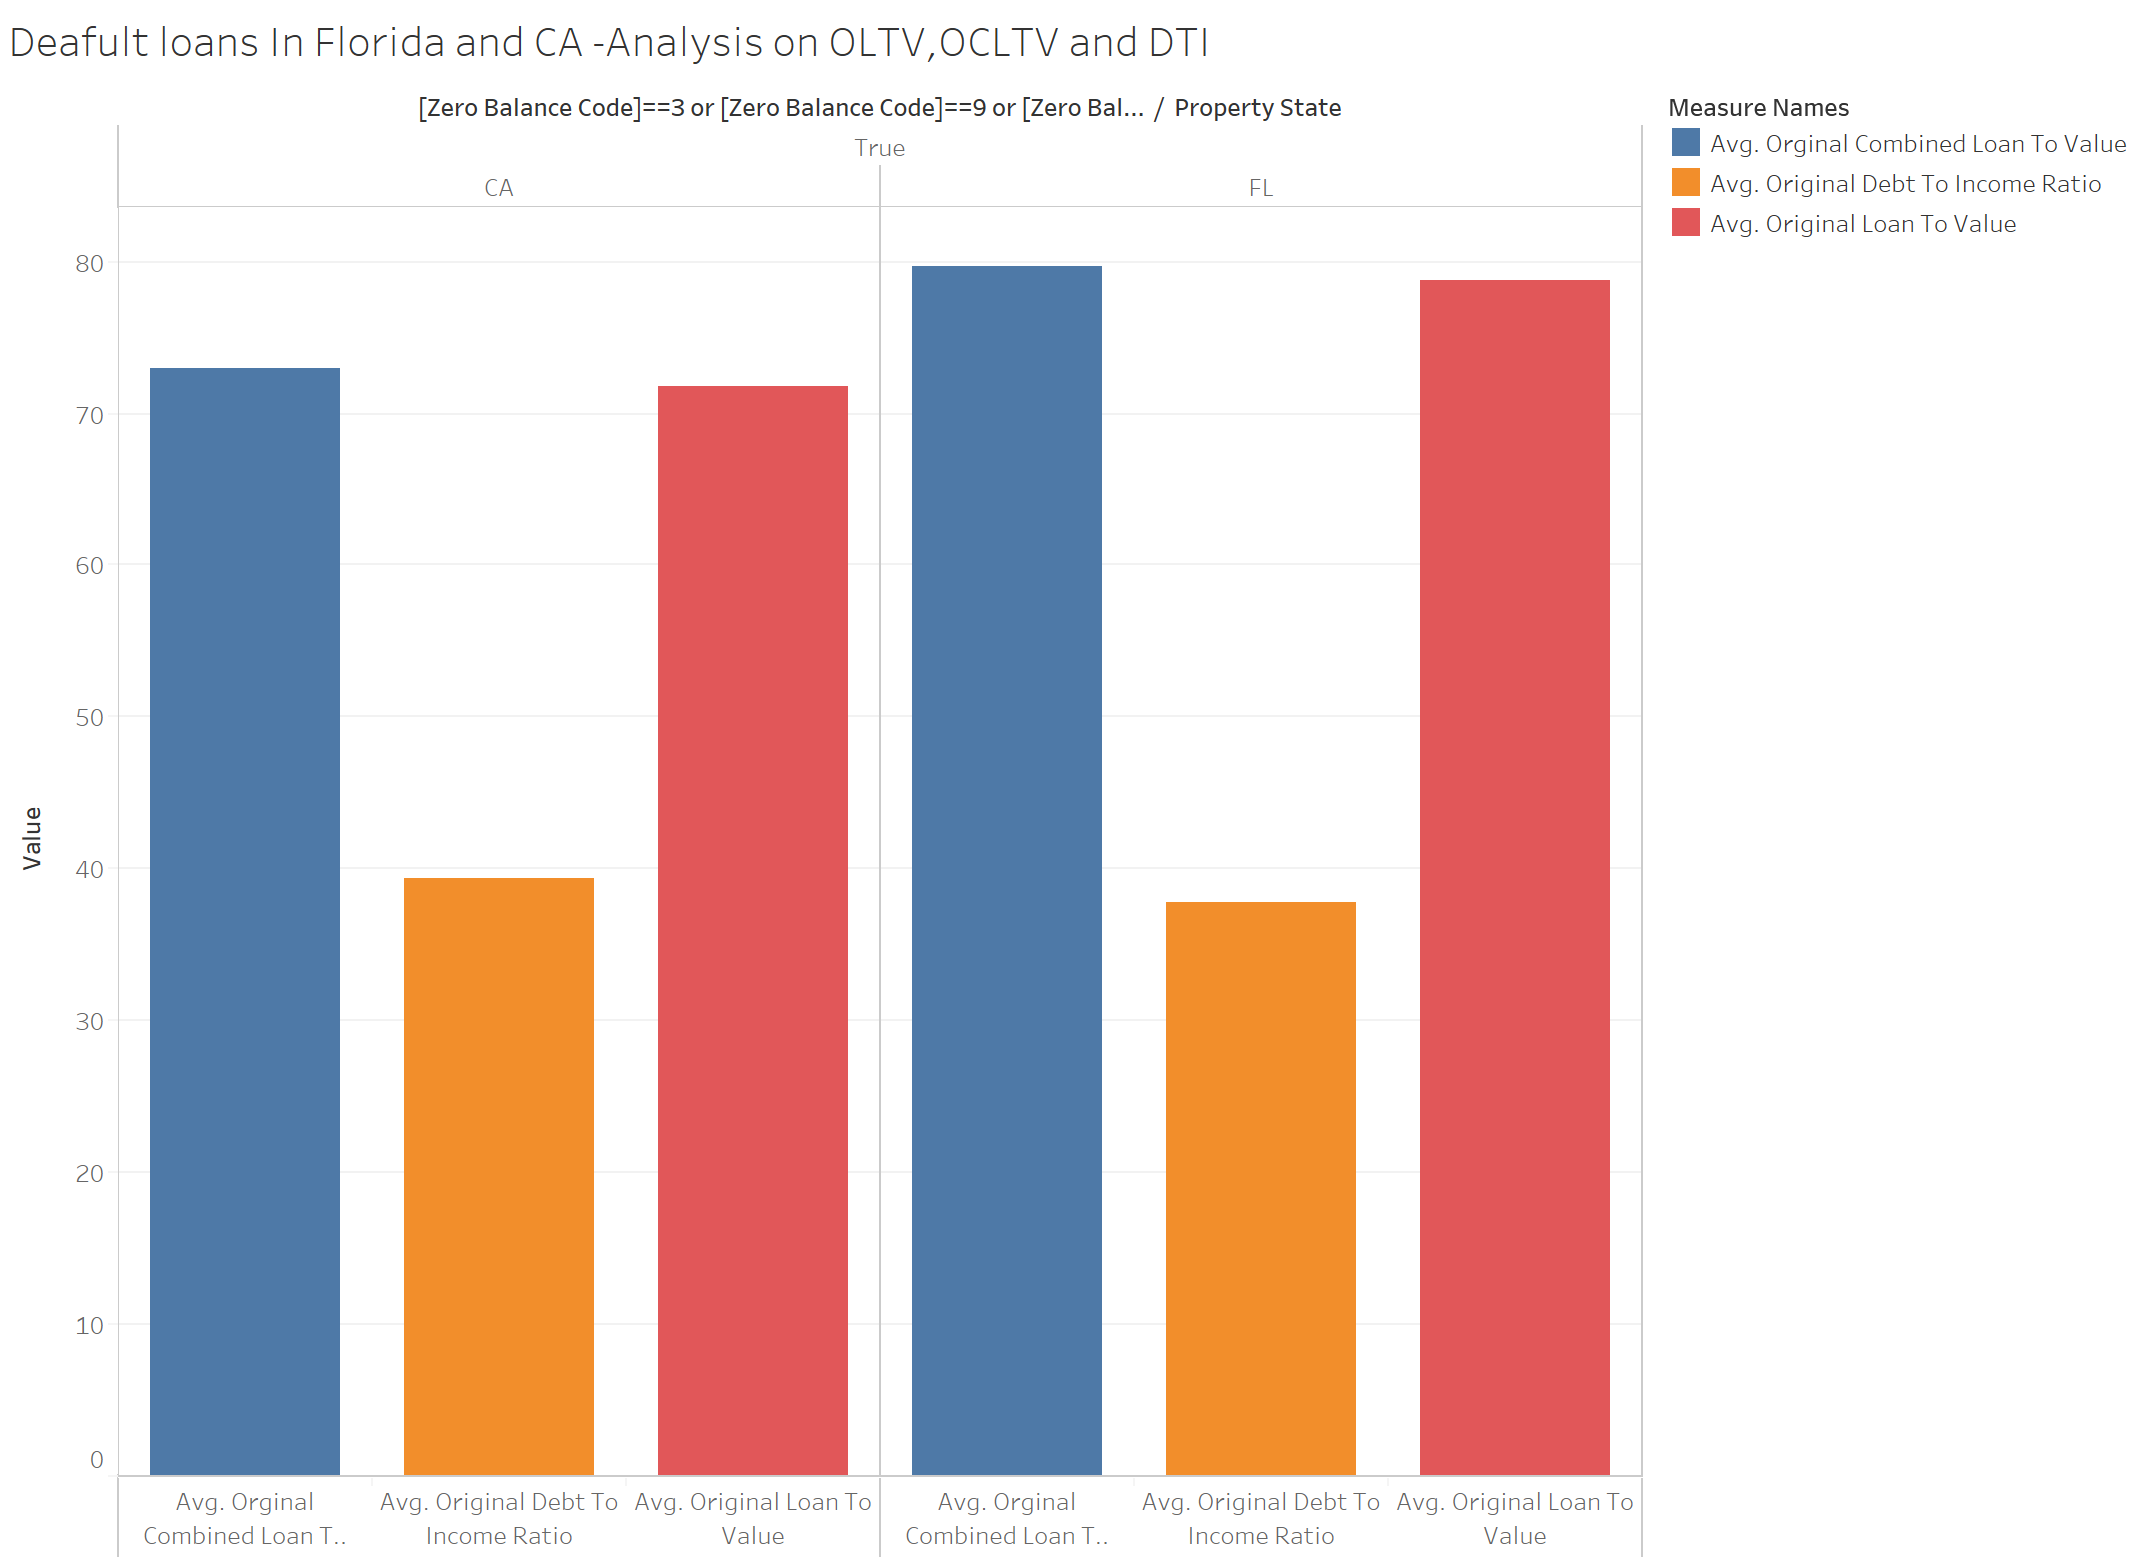 Deafult loans In Florida and CA -Analysis on OLTV,OCLTV and DTI
[Zero Balance Code]==3 or [Zero Balance Code]==9 or [Zero Bal... / Property State
True
CA
FL
Measure Names
Avg. Orginal Combined Loan To Value
Avg. Original Debt To Income Ratio
Avg. Original Loan To Value
80
70
60
50
40
30
20
10
0
Value
Avg. Orginal
Combined Loan T..
Avg. Original Debt To
Income Ratio
Avg. Original Loan To
Value
Avg. Orginal
Combined Loan T..
Avg. Original Debt To
Income Ratio
Avg. Original Loan To
Value